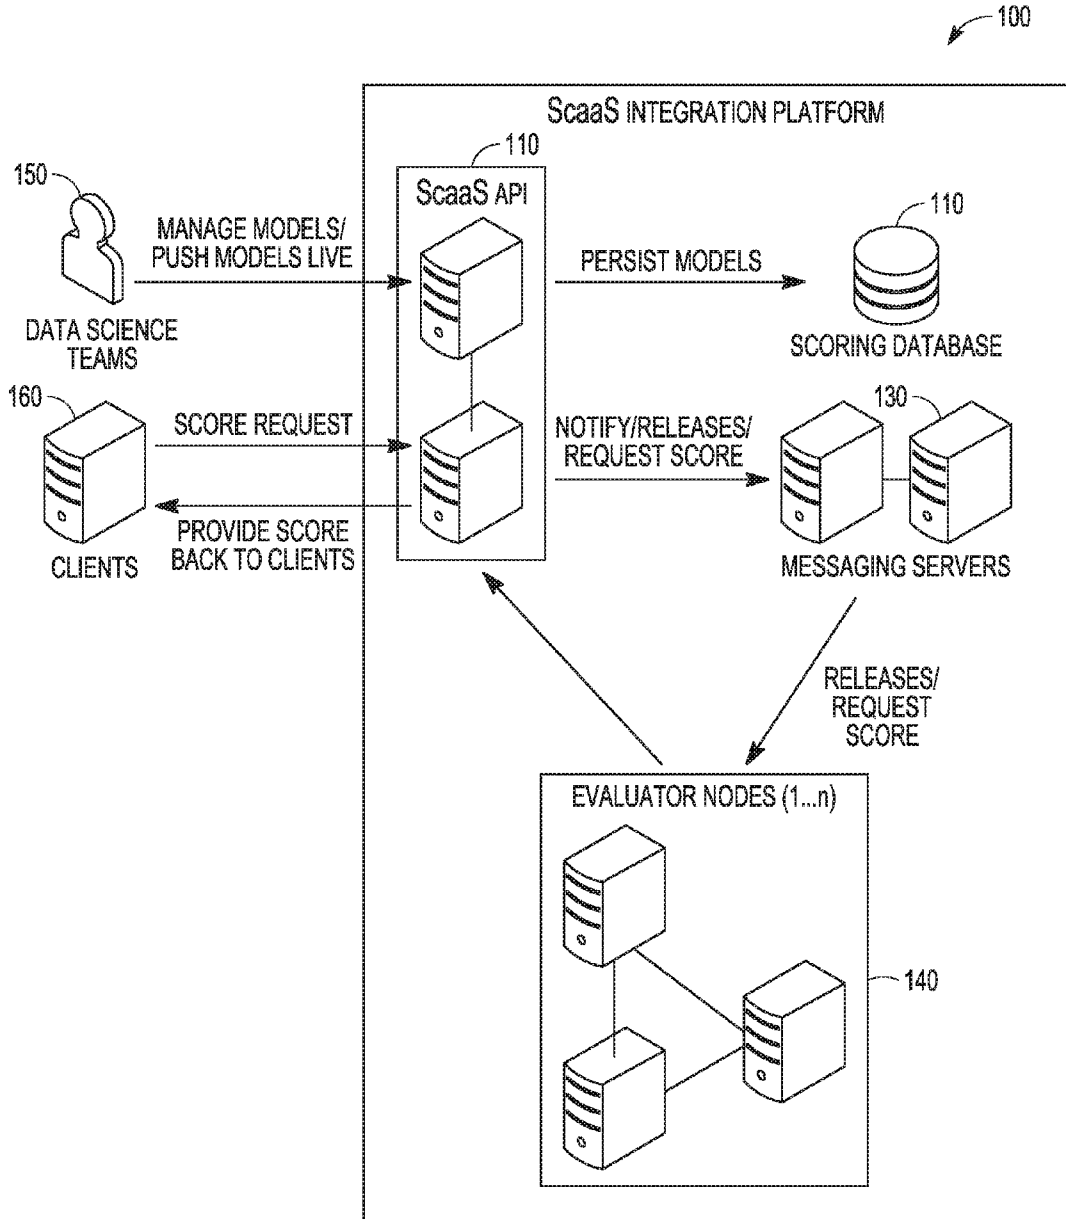 100
ScaaS INTEGRATION PLATFORM
110
ScaaS API
150
MANAGE MODELS/
PUSH MODELS LIVE
DATA SCIENCE
TEAMS
PERSIST MODELS
110
SCORING DATABASE
160
SCORE REQUEST
PROVIDE SCORE
BACK TO CLIENTS
CLIENTS
NOTIFY/RELEASES/
REQUEST SCORE
130
MESSAGING SERVERS
RELEASES/
REQUEST
SCORE
EVALUATOR NODES (1...n)
140